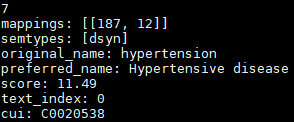 7
mappings: [[187, 12]]
semtypes: [dsyn]
original_name: hypertension
preferred_name: Hypertensive disease
score: 11.49
text_index: 0
cui: C0020538